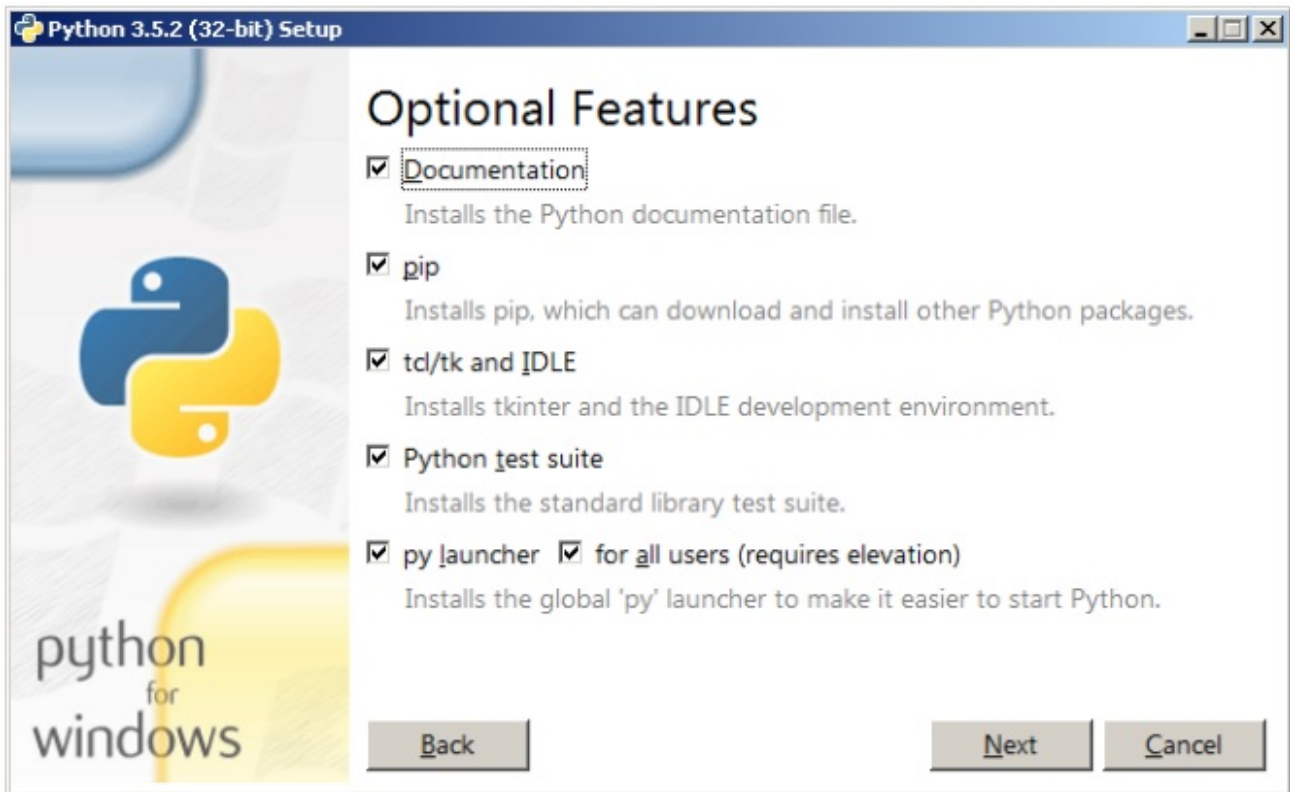 Python 3.5.2 (32-bit) Setup
Optional Features
Documentation
Installs the Python documentation file.
pip
Installs pip, which can download and install other Python packages.
tcl/tk and IDLE
Installs tkinter and the IDLE development environment.
Python test suite
Installs the standard library test suite.
py launcher for all users (requires elevation)
Installs the global 'py' launcher to make it easier to start Python.
python
for
windows
Back Next Cancel